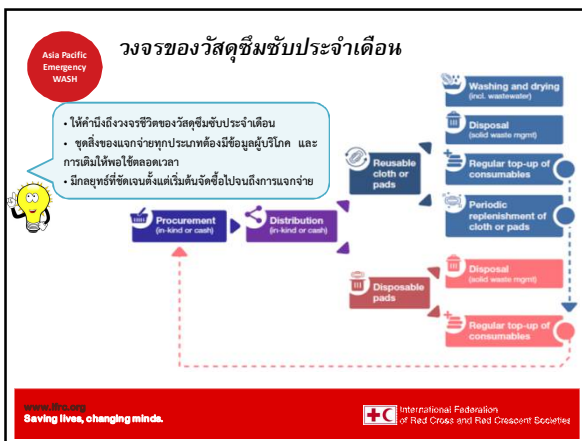 Asia Pacific
Emergency
WASH
วงจรของวัสดุซึมซับประจำเดือน
• ให้คำนึงถึงวงจรชีวิตของวัสดุซึมซับประจำเดือน
• ชุดสิ่งของแจกจ่ายทุกประเภทต้องมีข้อมูลผู้บริโภค และ
การเติมให้พอใช้ตลอดเวลา
• มีกลยุทธ์ที่ชัดเจนตั้งแต่เริ่มต้นจัดซื้อไปจนถึงการแจกจ่าย
Procurement
(in-kind or cash)
Distribution
(in-kind or cash)
Reusable
cloth or
pads
Washing and drying
(incl. wastewater)
Disposal
(solid waste mgmt)
Regular top-up of
consumables
Periodic
replenishment of
cloth or pads
Disposable
pads
Disposal
(solid waste mgmt)
Regular top-up of
consumables
www.ifrc.org
Saving lives, changing minds.
International Federation
of Red Cross and Red Crescent Societies